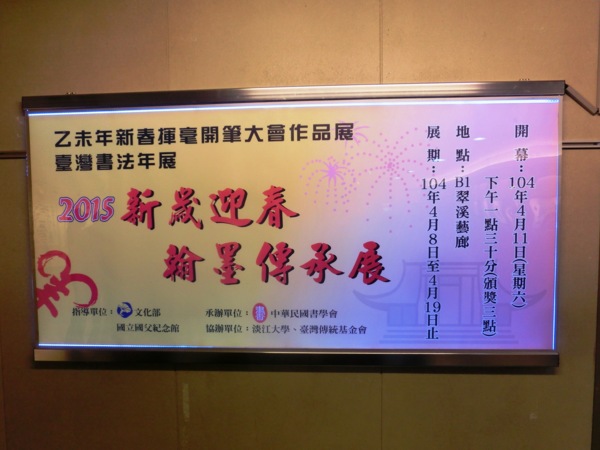 乙未年新春揮毫開筆大會作品展
臺灣書法年展
2015 新歲迎春
翰墨傳承展
開幕：104年4月11日(星期六)
下午一點三十分(頒獎三點)
地點：B1翠溪藝廊
展期：104年4月8日至4月19日止
指導單位：文化部
國立國父紀念館
承辦單位：書 中華民國書學會
協辦單位：淡江大學、臺灣傳統基金會